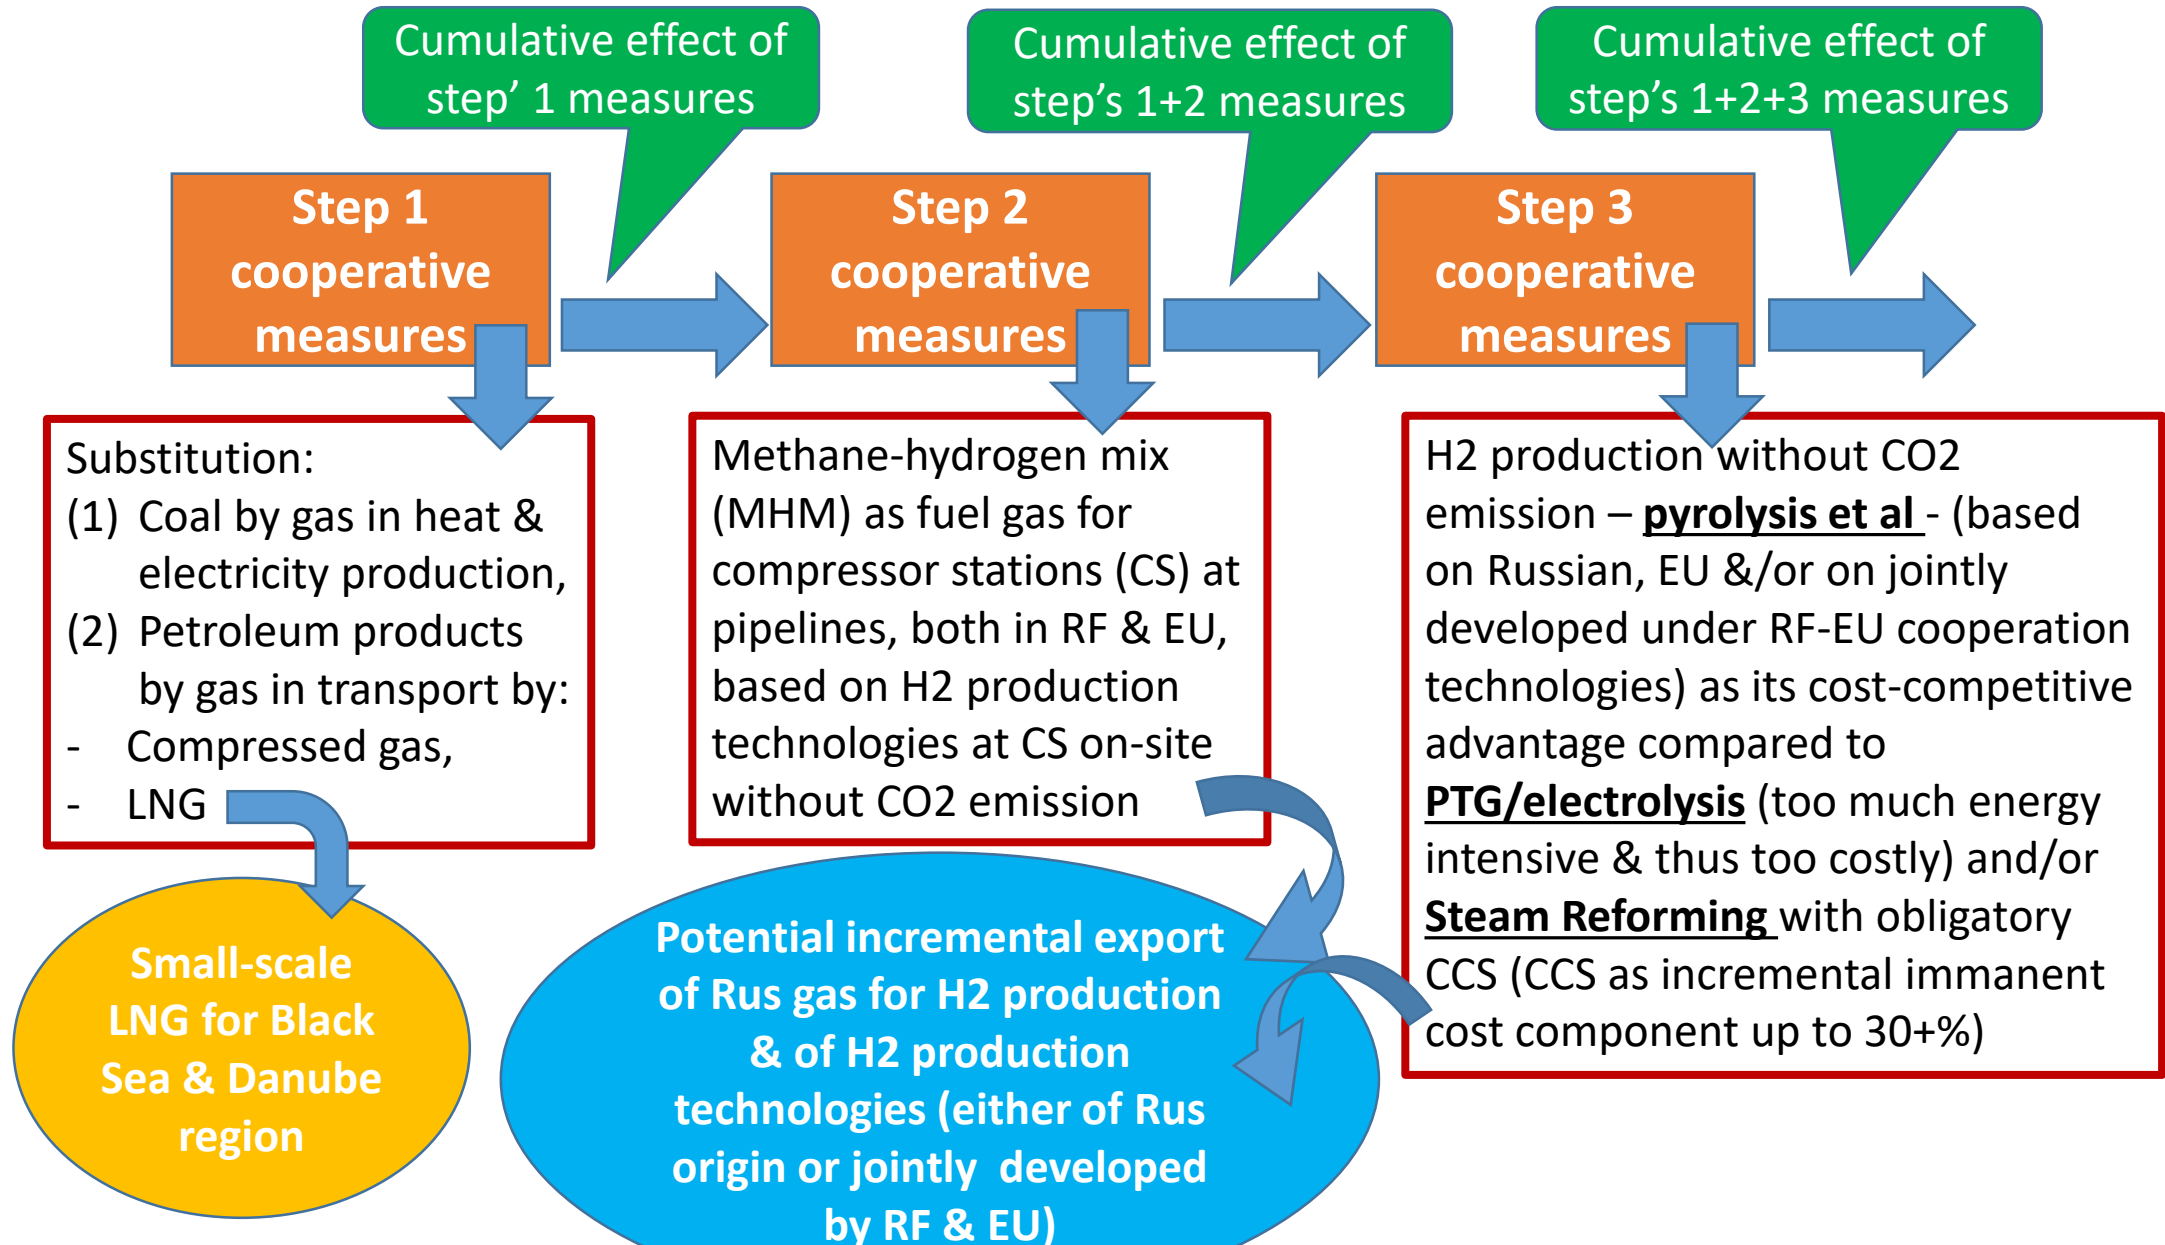 Cumulative effect of
step’ 1 measures
Cumulative effect of
step’s 1+2 measures
Cumulative effect of
step’s 1+2+3 measures
Step 1
cooperative
measures
Step 2
cooperative
measures
Step 3
cooperative
measures
Substitution:
(1) Coal by gas in heat &
electricity production,
(2) Petroleum products
by gas in transport by:
- Compressed gas,
- LNG
Methane-hydrogen mix
(MHM) as fuel gas for
compressor stations (CS) at
pipelines, both in RF & EU,
based on H2 production
technologies at CS on-site
without CO2 emission
H2 production without CO2
emission – pyrolysis et al - (based
on Russian, EU &/or on jointly
developed under RF-EU cooperation
technologies) as its cost-competitive
advantage compared to
PTG/electrolysis (too much energy
intensive & thus too costly) and/or
Steam Reforming with obligatory
CCS (CCS as incremental immanent
cost component up to 30+%)
Small-scale
LNG for Black
Sea & Danube
region
Potential incremental export
of Rus gas for H2 production
& of H2 production
technologies (either of Rus
origin or jointly developed
by RF & EU)